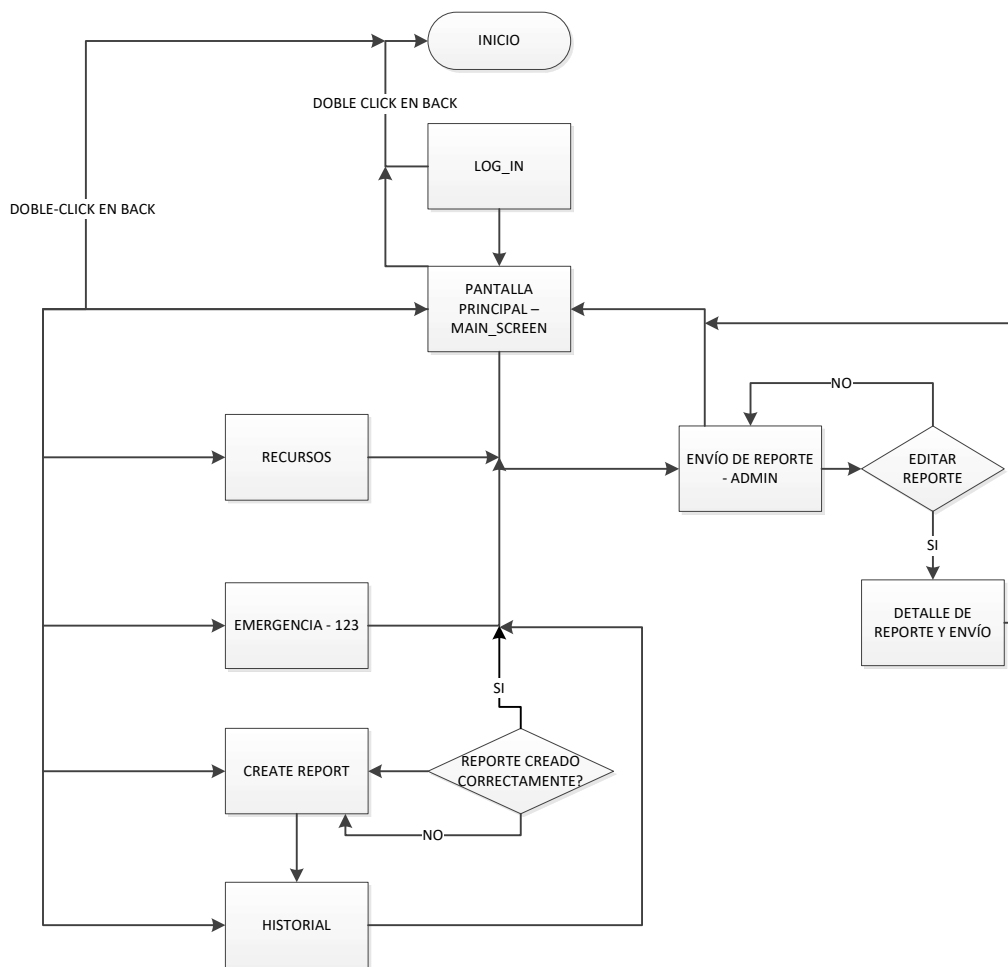 INICIO
DOBLE CLICK EN BACK
LOG_IN
DOBLE-CLICK EN BACK
PANTALLA
PRINCIPAL –
MAIN_SCREEN
NO
RECURSOS
ENVÍO DE REPORTE
- ADMIN
EDITAR
REPORTE
SI
EMERGENCIA - 123
DETALLE DE
REPORTE Y ENVÍO
SI
CREATE REPORT
REPORTE CREADO
CORRECTAMENTE?
NO
HISTORIAL